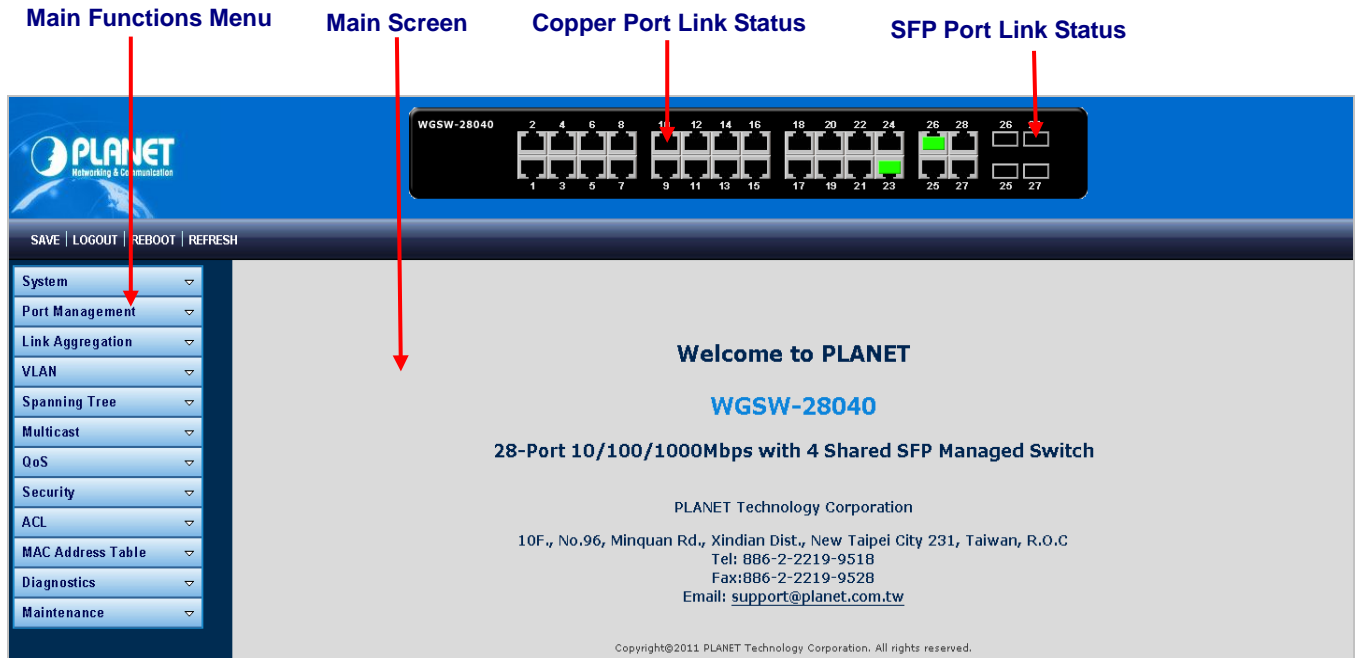 Main Functions Menu
Main Screen
Copper Port Link Status
SFP Port Link Status
PLANET
Networking & Communication
WGSW-28040
2 4 6 8 10 12 14 16 18 20 22 24 26 28 26
1 3 5 7 9 11 13 15 17 19 21 23 25 27 25 27
SAVE | LOGOUT | REBOOT | REFRESH
System
Port Management
Link Aggregation
VLAN
Spanning Tree
Multicast
QoS
Security
ACL
MAC Address Table
Diagnostics
Maintenance
Welcome to PLANET
WGSW-28040
28-Port 10/100/1000Mbps with 4 Shared SFP Managed Switch
PLANET Technology Corporation
10F., No.96, Minquan Rd., Xindian Dist., New Taipei City 231, Taiwan, R.O.C
Tel: 886-2-2219-9518
Fax:886-2-2219-9528
Email: support@planet.com.tw
Copyright©2011 PLANET Technology Corporation. All rights reserved.